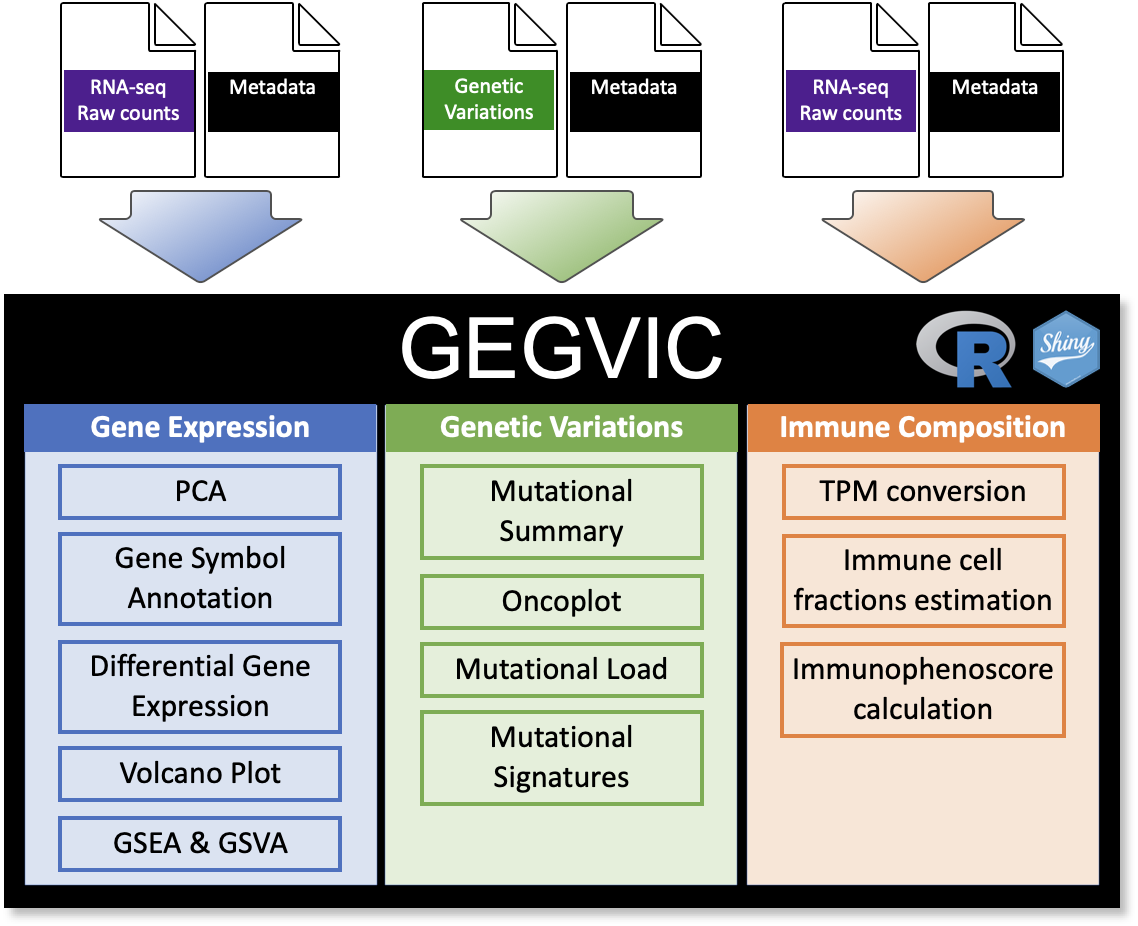 RNA-seq
Raw counts
Metadata
Genetic
Variations
Metadata
RNA-seq
Raw counts
Metadata
GEGVIC
R
Shiny
Gene Expression
PCA
Gene Symbol
Annotation
Differential Gene
Expression
Volcano Plot
GSEA & GSVA
Genetic Variations
Mutational
Summary
Oncoplot
Mutational Load
Mutational
Signatures
Immune Composition
TPM conversion
Immune cell
fractions estimation
Immunophenoscore
calculation